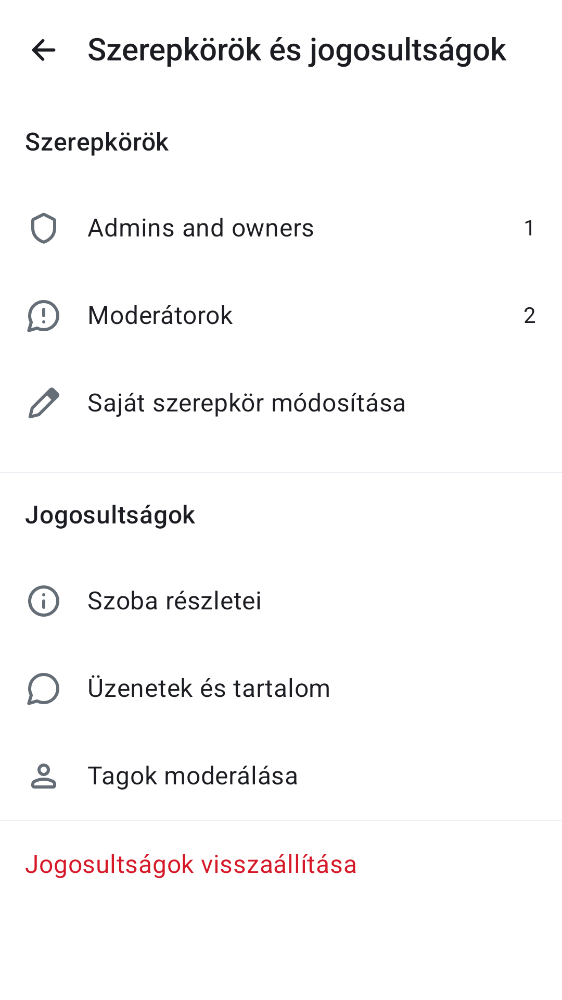 Szerepkörök és jogosultságok
Szerepkörök
Admins and owners 1
Moderátorok 2
Saját szerepkör módosítása
Jogosultságok
Szoba részletei
Üzenetek és tartalom
Tagok moderálása
Jogosultságok visszaállítása